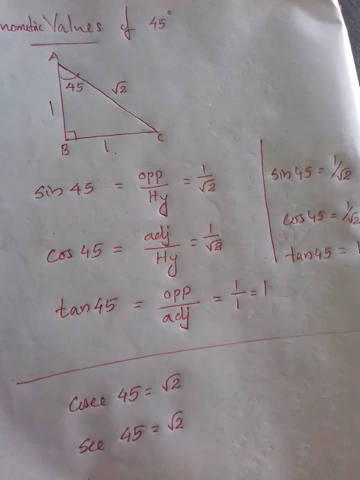 nometric Values of 45°
A
45
√2
1
B
1
C
sin 45 = opp/Hy = 1/√2
cos 45 = adj/Hy = 1/√2
tan 45 = opp/adj = 1/1 = 1
sin 45 = 1/√2
cos 45 = 1/√2
tan 45 = 1
cosec 45 = √2
sec 45 = √2